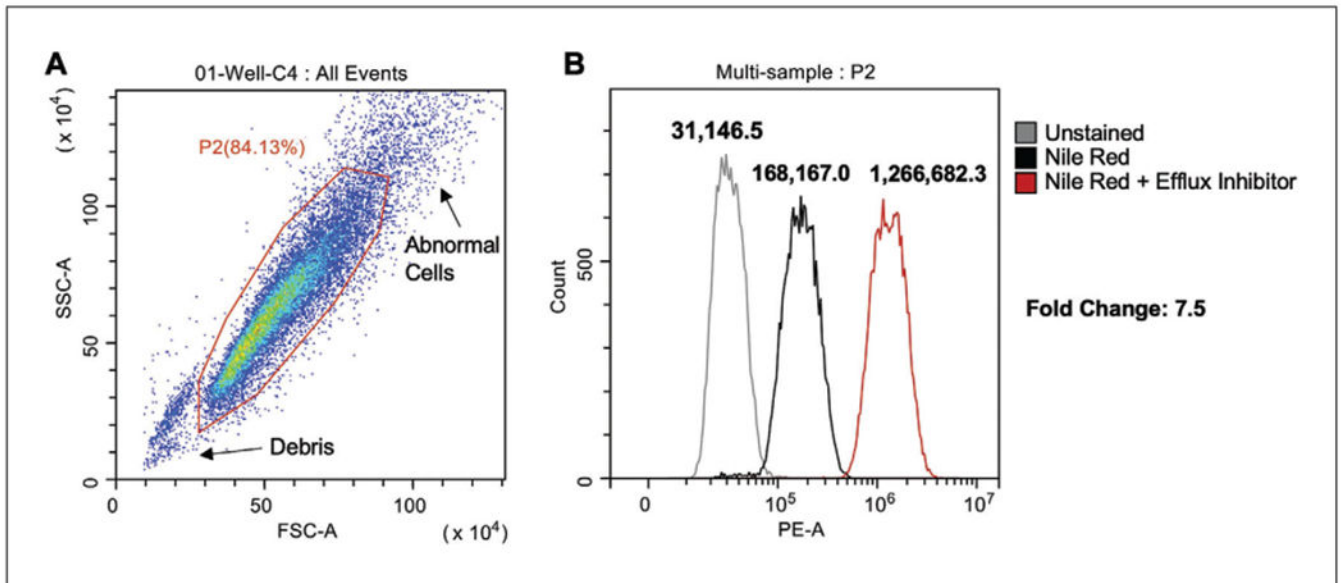 A
01-Well-C4 : All Events
(x 10⁴)
P2(84.13%)
100
50
0
SSC-A
Abnormal
Cells
Debris
0
50
100
FSC-A
(x 10⁴)
B
Multi-sample : P2
31,146.5
168,167.0
1,266,682.3
500
0
Count
0
10⁵
10⁶
10⁷
PE-A
Unstained
Nile Red
Nile Red + Efflux Inhibitor
Fold Change: 7.5